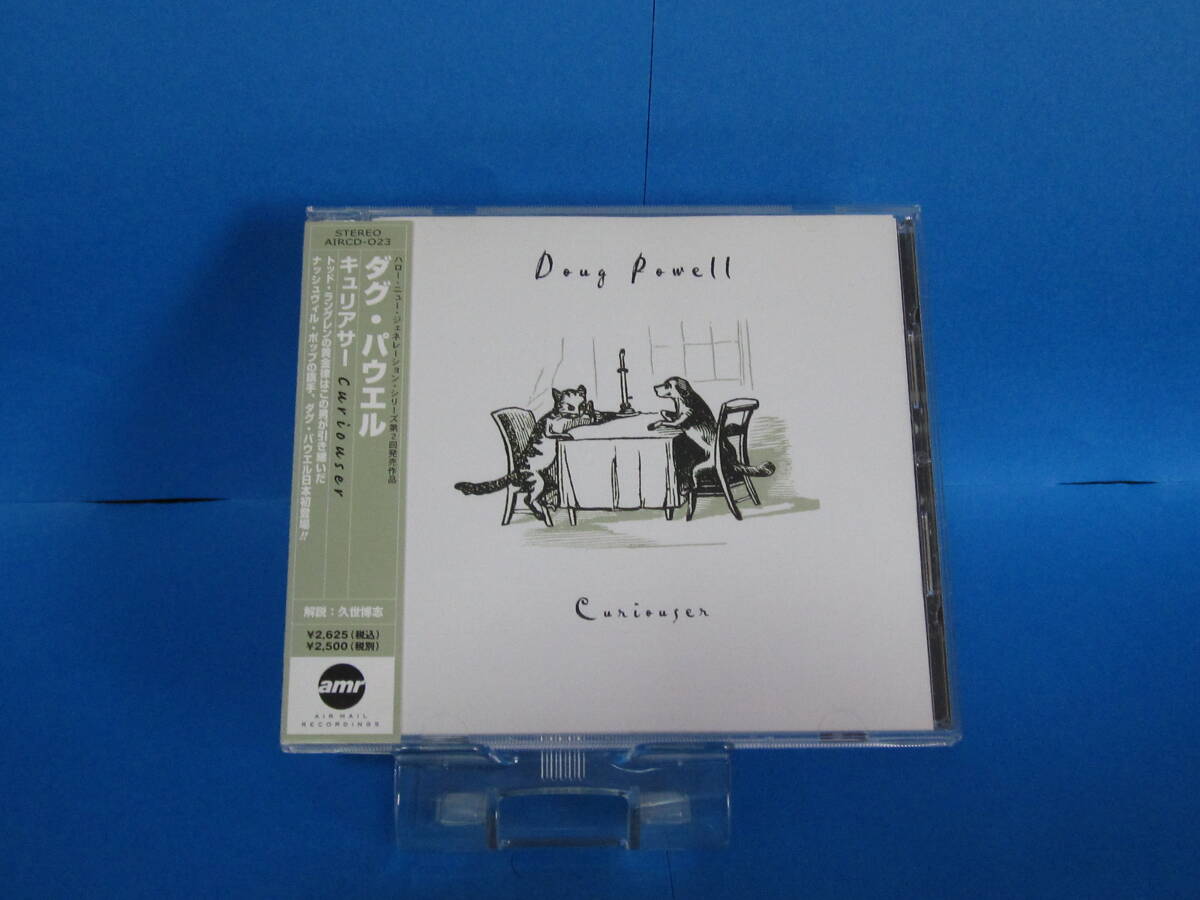 STEREO
AIRCD-023
ハロー・ニュー・ジェネレーション・シリーズ第2回発売作品
ダグ・パウエル
キュリアサー Curiouser
トッド・ラングレンの黄金律はこの男が引き継いだ
ナッシュヴィル・ポップの旗手、ダグ・パウエル日本初登場!!
解説：久世博志
¥2,625(税込)
¥2,500(税別)
amr
AIR MAIL
RECORDINGS
Doug Powell
Curiouser